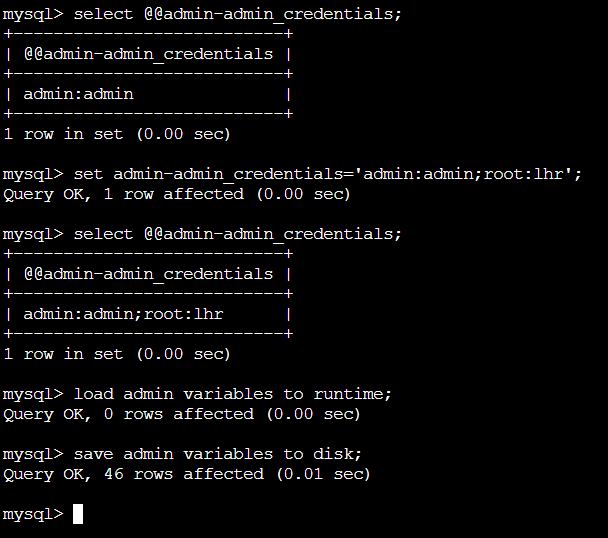 mysql> select @@admin-admin_credentials;
+---------------------------+
| @@admin-admin_credentials |
+---------------------------+
| admin:admin               |
+---------------------------+
1 row in set (0.00 sec)

mysql> set admin-admin_credentials='admin:admin;root:lhr';
Query OK, 1 row affected (0.00 sec)

mysql> select @@admin-admin_credentials;
+---------------------------+
| @@admin-admin_credentials |
+---------------------------+
| admin:admin;root:lhr      |
+---------------------------+
1 row in set (0.00 sec)

mysql> load admin variables to runtime;
Query OK, 0 rows affected (0.00 sec)

mysql> save admin variables to disk;
Query OK, 46 rows affected (0.01 sec)

mysql>